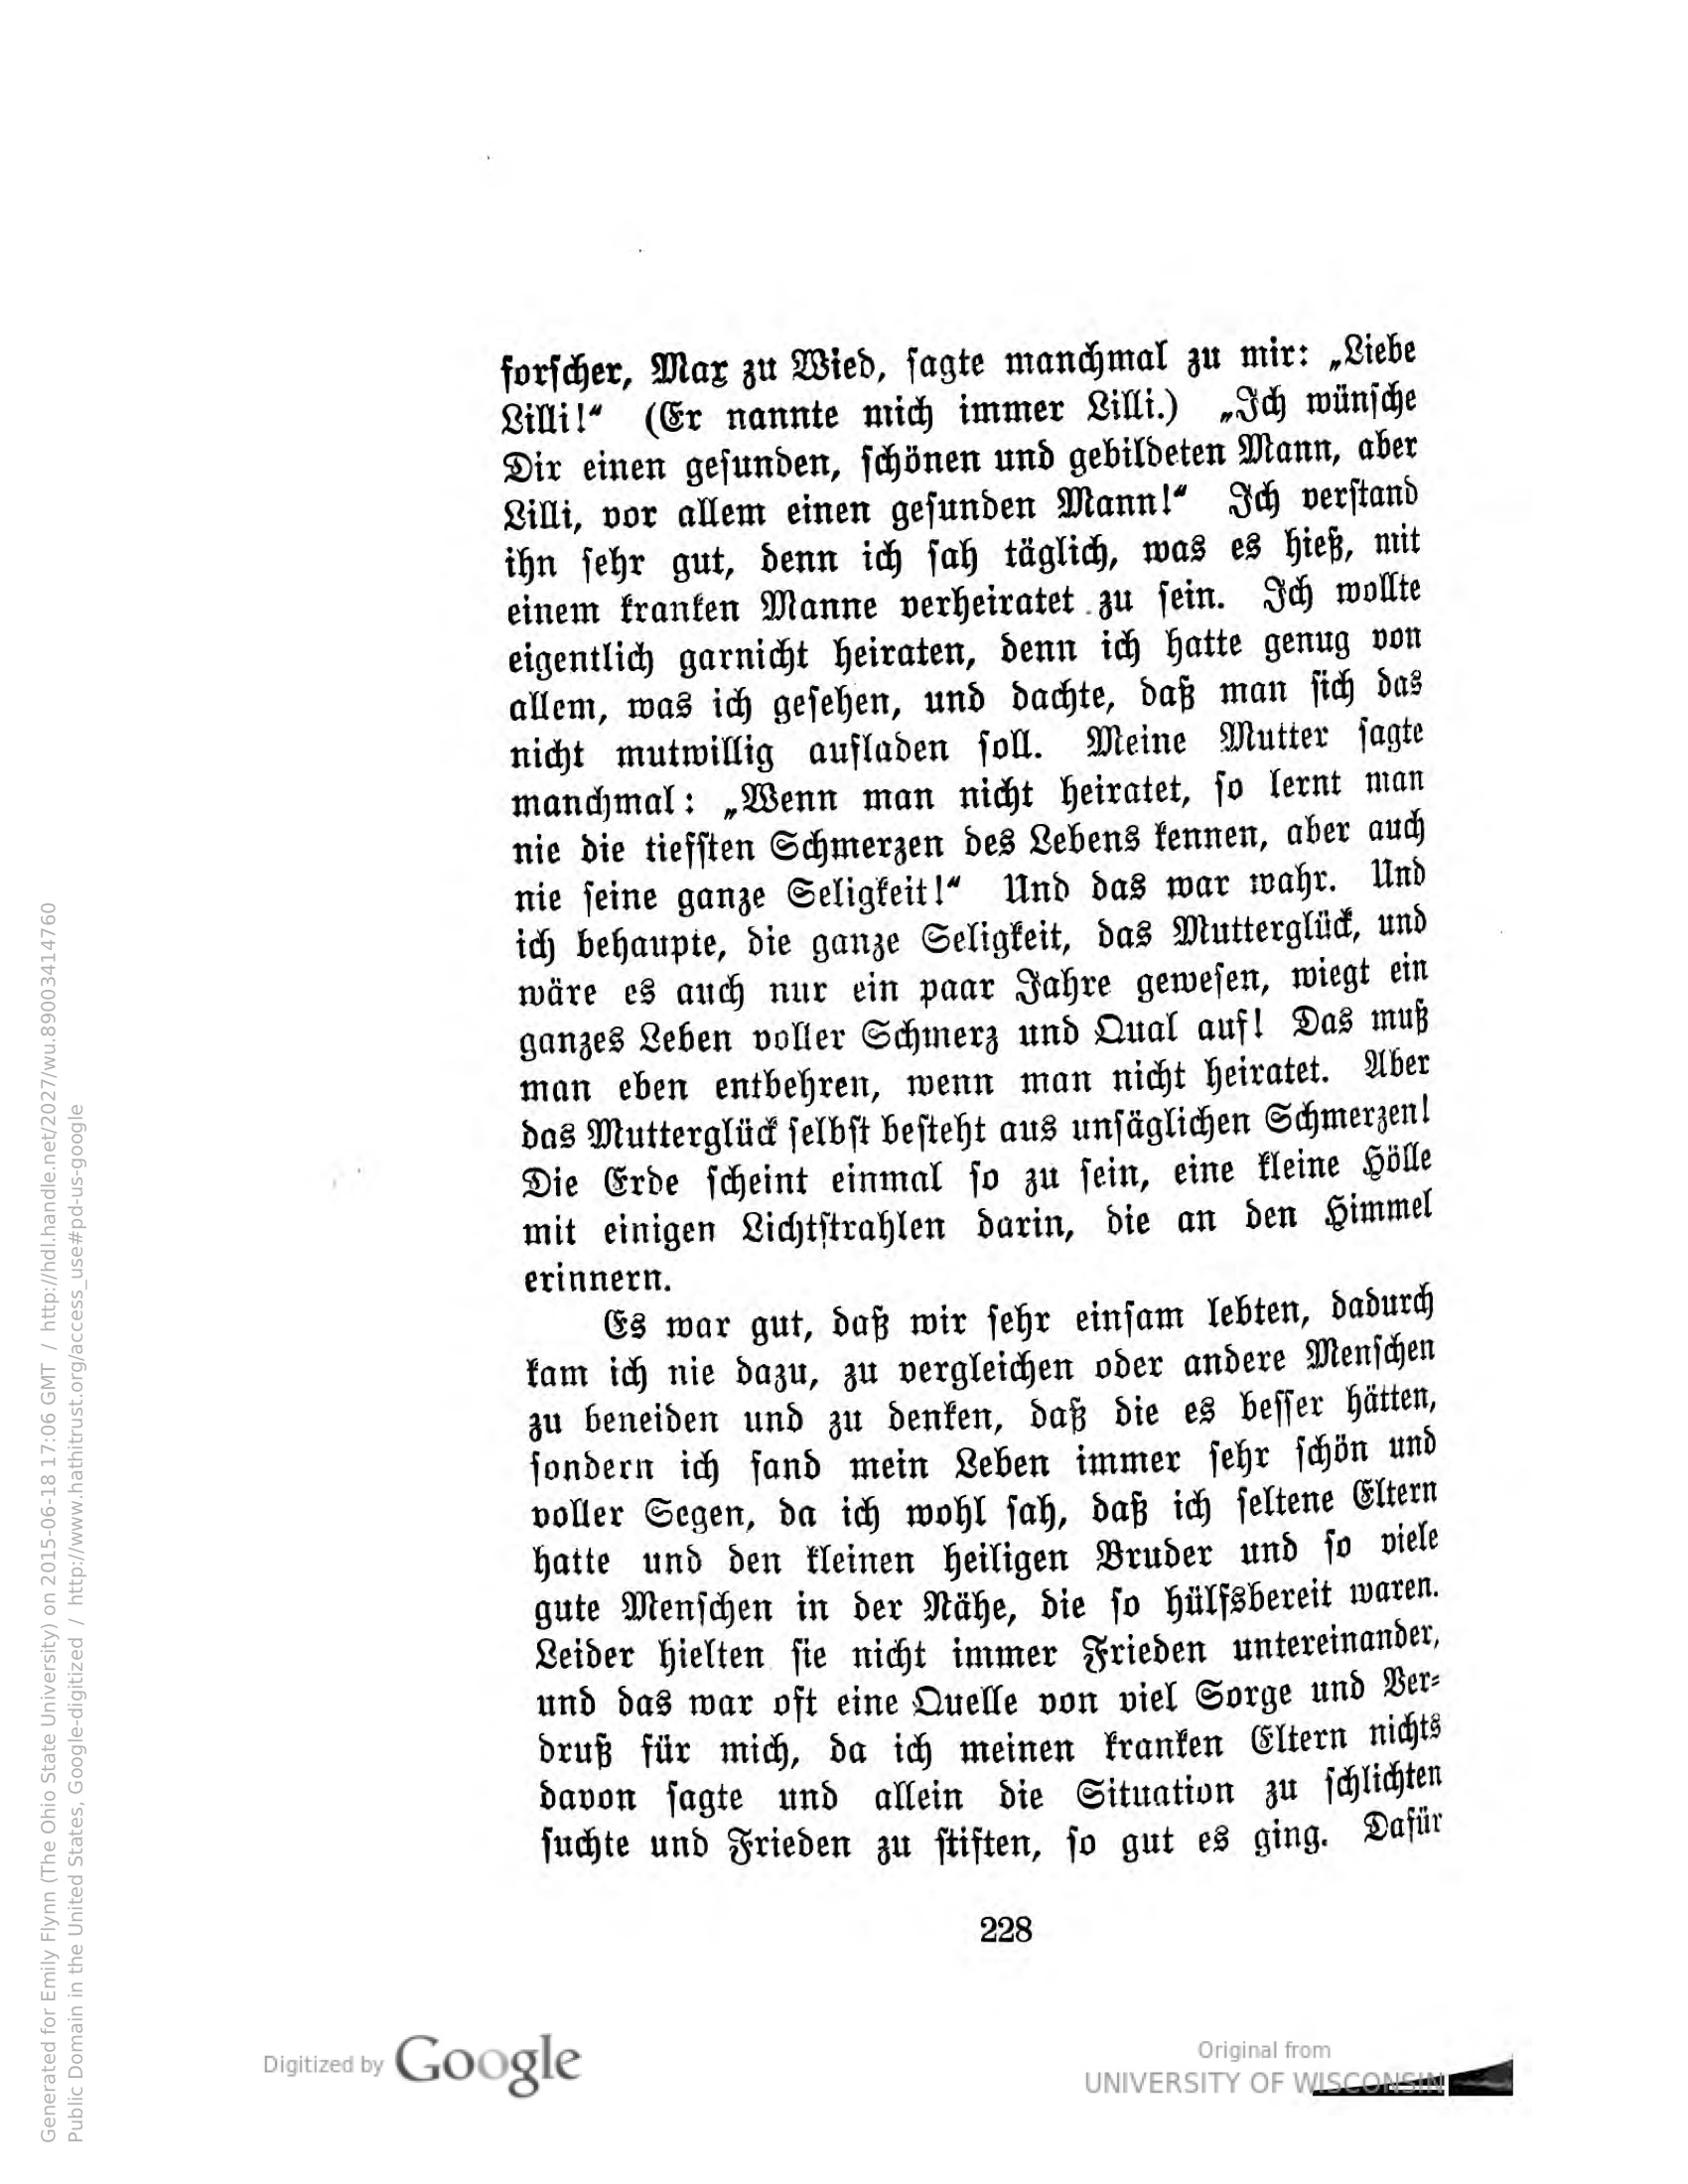 forscher, Max zu Wied, sagte manchmal zu mir: „Liebe
Lilli!“ (Er nannte mich immer Lilli.) „Ich wünsche
Dir einen gesunden, schönen und gebildeten Mann, aber
Lilli, vor allem einen gesunden Mann!“ Ich verstand
ihn sehr gut, denn ich sah täglich, was es hieß, mit
einem kranken Manne verheiratet zu sein. Ich wollte
eigentlich garnicht heiraten, denn ich hatte genug von
allem, was ich gesehen, und dachte, daß man sich das
nicht mutwillig aufladen soll. Meine Mutter sagte
manchmal: „Wenn man nicht heiratet, so lernt man
nie die tiefsten Schmerzen des Lebens kennen, aber auch
nie seine ganze Seligkeit!“ Und das war wahr. Und
ich behaupte, die ganze Seligkeit, das Mutterglück, und
wäre es auch nur ein paar Jahre gewesen, wiegt ein
ganzes Leben voller Schmerz und Qual auf! Das muß
man eben entbehren, wenn man nicht heiratet. Aber
das Mutterglück selbst besteht aus unsäglichen Schmerzen!
Die Erde scheint einmal so zu sein, eine kleine Hölle
mit einigen Lichtstrahlen darin, die an den Himmel
erinnern.
Es war gut, daß wir sehr einsam lebten, dadurch
kam ich nie dazu, zu vergleichen oder andere Menschen
zu beneiden und zu denken, daß die es besser hätten,
sondern ich fand mein Leben immer sehr schön und
voller Segen, da ich wohl sah, daß ich seltene Eltern
hatte und den kleinen heiligen Bruder und so viele
gute Menschen in der Nähe, die so hülfsbereit waren.
Leider hielten sie nicht immer Frieden untereinander,
und das war oft eine Quelle von viel Sorge und Ver-
druß für mich, da ich meinen kranken Eltern nichts
davon sagte und allein die Situation zu schlichten
suchte und Frieden zu stiften, so gut es ging. Dafür
228
Digitized by Google
Original from
UNIVERSITY OF WISCONSIN
Generated for Emily Flynn (The Ohio State University) on 2015-06-18 17:06 GMT / http://hdl.handle.net/2027/wu.89003414760
Public Domain in the United States, Google-digitized / http://www.hathitrust.org/access_use#pd-us-google